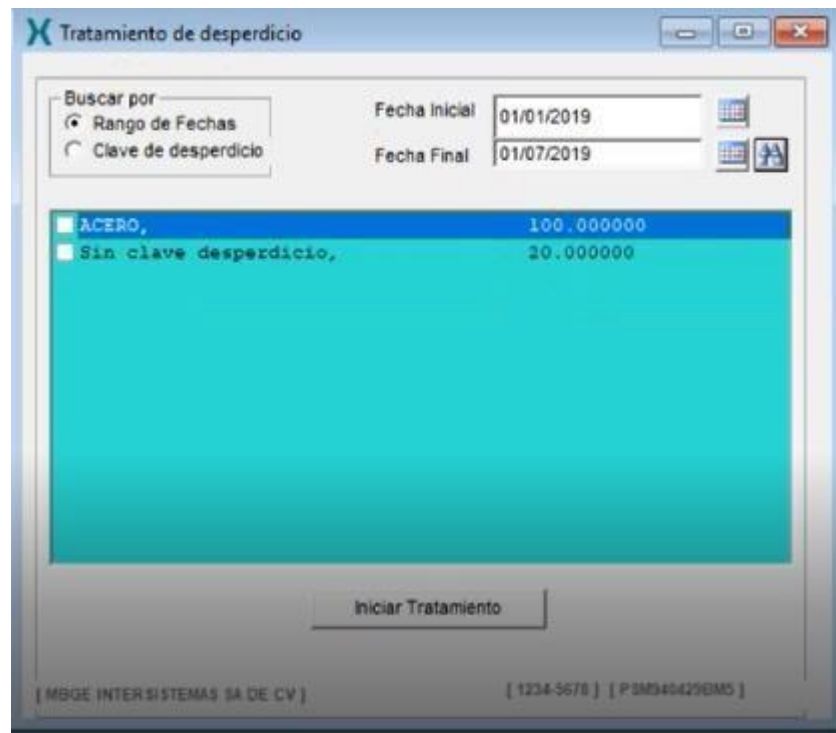 Tratamiento de desperdicio
Buscar por
Rango de Fechas
Clave de desperdicio
Fecha Inicial 01/01/2019
Fecha Final 01/07/2019
ACERO, 100.000000
Sin clave desperdicio, 20.000000
Iniciar Tratamiento
[ MBGE INTERSISTEMAS SA DE CV ] [ 1234-5678 ] [ PSM940429BM5 ]